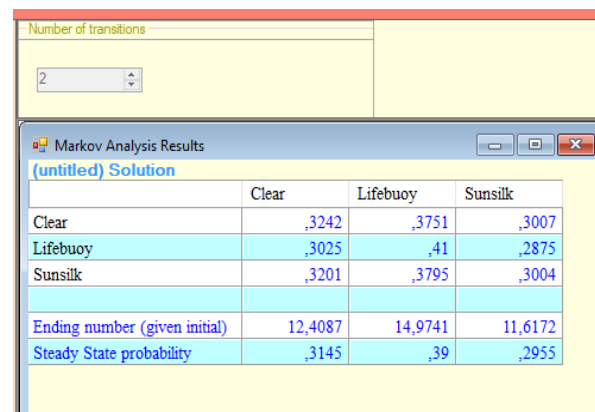 Number of transitions
2
Markov Analysis Results
(untitled) Solution
Clear Lifebuoy Sunsilk
Clear ,3242 ,3751 ,3007
Lifebuoy ,3025 ,41 ,2875
Sunsilk ,3201 ,3795 ,3004
Ending number (given initial) 12,4087 14,9741 11,6172
Steady State probability ,3145 ,39 ,2955